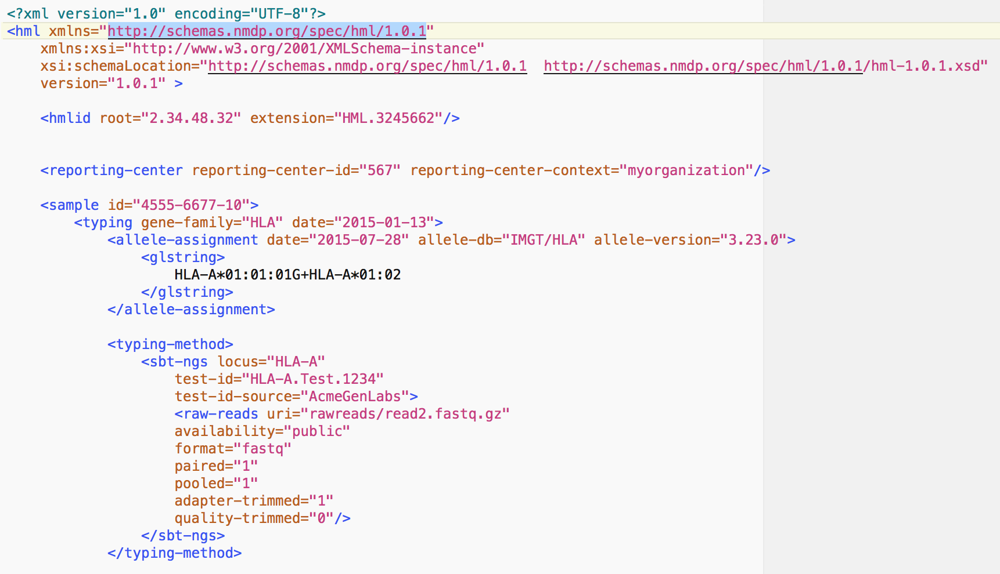 <?xml version="1.0" encoding="UTF-8"?>
<hml xmlns="http://schemas.nmdp.org/spec/hml/1.0.1"
    xmlns:xsi="http://www.w3.org/2001/XMLSchema-instance"
    xsi:schemaLocation="http://schemas.nmdp.org/spec/hml/1.0.1  http://schemas.nmdp.org/spec/hml/1.0.1/hml-1.0.1.xsd"
    version="1.0.1" >
    <hmlid root="2.34.48.32" extension="HML.3245662"/>
    <reporting-center reporting-center-id="567" reporting-center-context="myorganization"/>
    <sample id="4555-6677-10">
        <typing gene-family="HLA" date="2015-01-13">
            <allele-assignment date="2015-07-28" allele-db="IMGT/HLA" allele-version="3.23.0">
                <glstring>
                    HLA-A*01:01:01G+HLA-A*01:02
                </glstring>
            </allele-assignment>
            <typing-method>
                <sbt-ngs locus="HLA-A"
                    test-id="HLA-A.Test.1234"
                    test-id-source="AcmeGenLabs">
                    <raw-reads uri="rawreads/read2.fastq.gz"
                    availability="public"
                    format="fastq"
                    paired="1"
                    pooled="1"
                    adapter-trimmed="1"
                    quality-trimmed="0"/>
                </sbt-ngs>
            </typing-method>